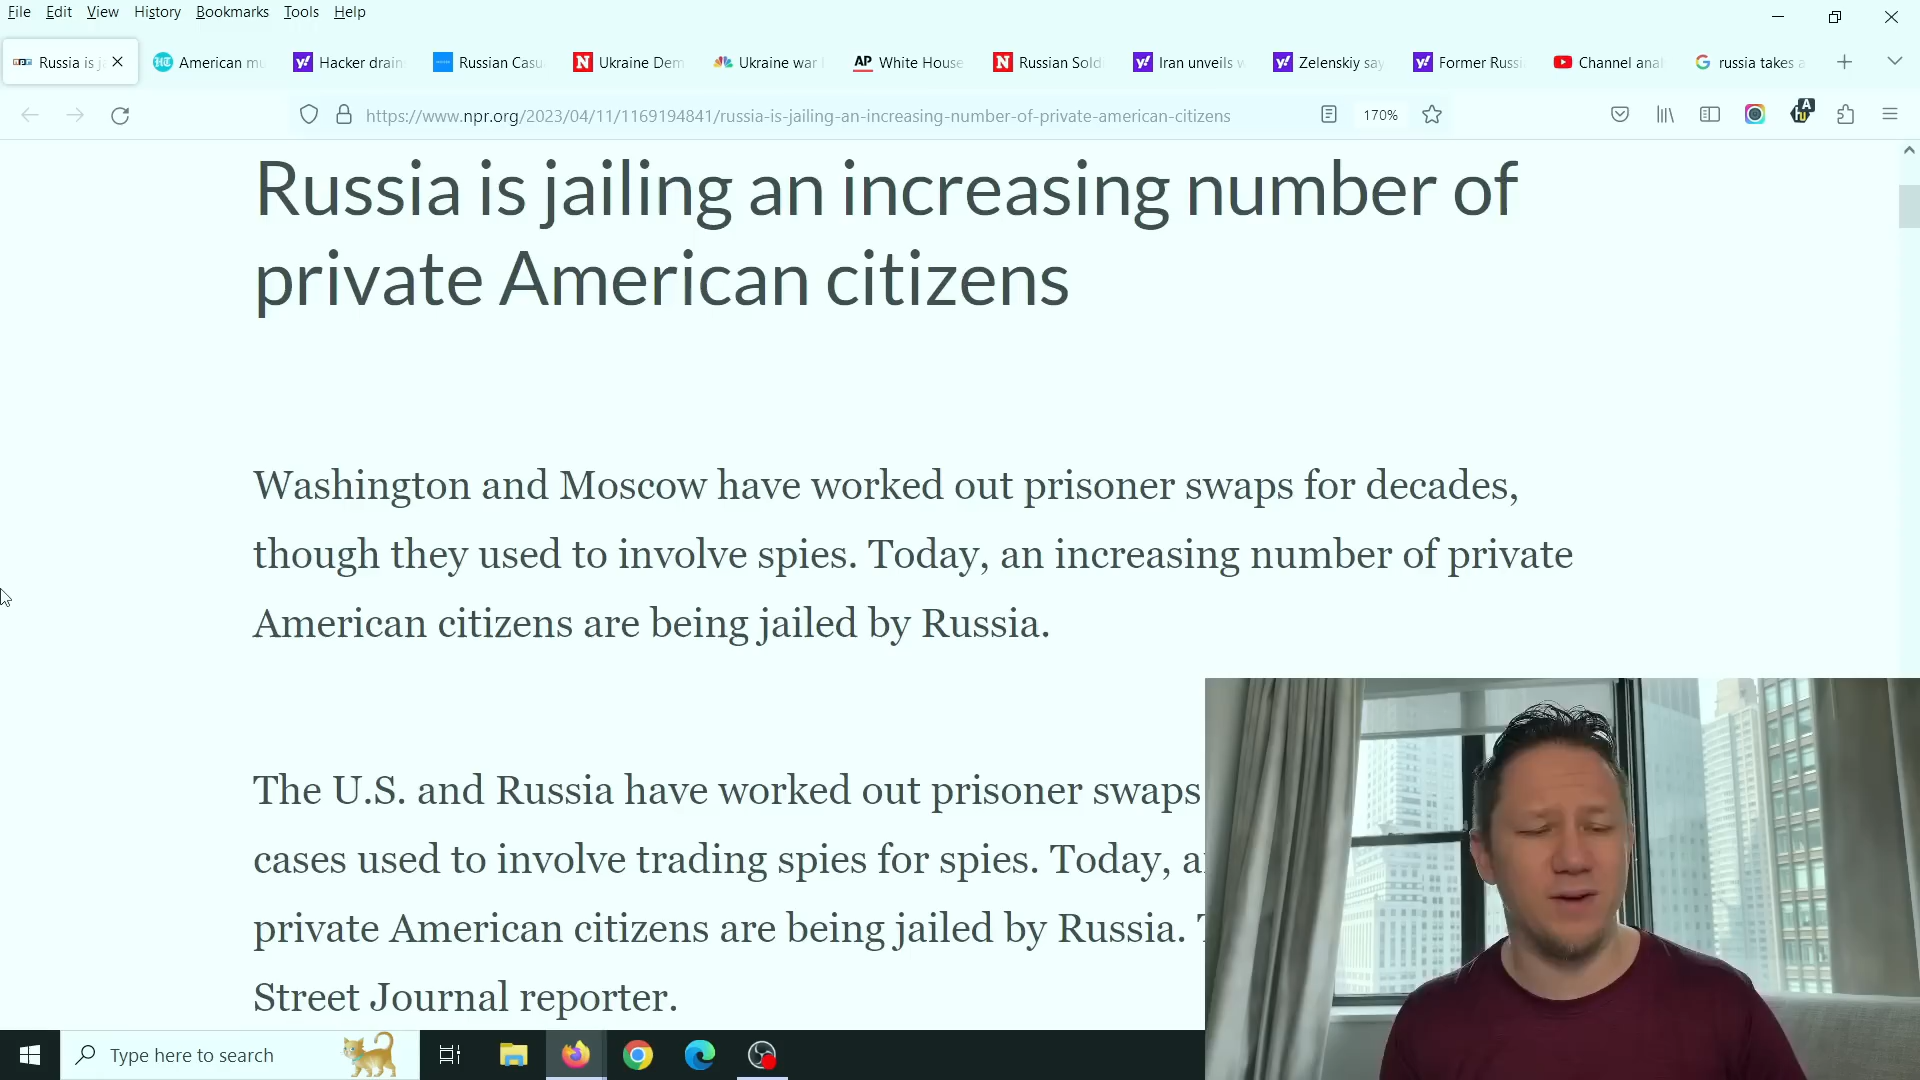 File Edit View History Bookmarks Tools Help
Russia is j
American mu
Hacker drain
Russian Casu
Ukraine Dem
Ukraine war
AP White House
Russian Sold
Iran unveils w
Zelenskiy say
Former Russi
Channel anal
russia takes a
https://www.npr.org/2023/04/11/1169194841/russia-is-jailing-an-increasing-number-of-private-american-citizens
170%
Russia is jailing an increasing number of
private American citizens
Washington and Moscow have worked out prisoner swaps for decades,
though they used to involve spies. Today, an increasing number of private
American citizens are being jailed by Russia.
The U.S. and Russia have worked out prisoner swaps
cases used to involve trading spies for spies. Today, a
private American citizens are being jailed by Russia. T
Street Journal reporter.
Type here to search